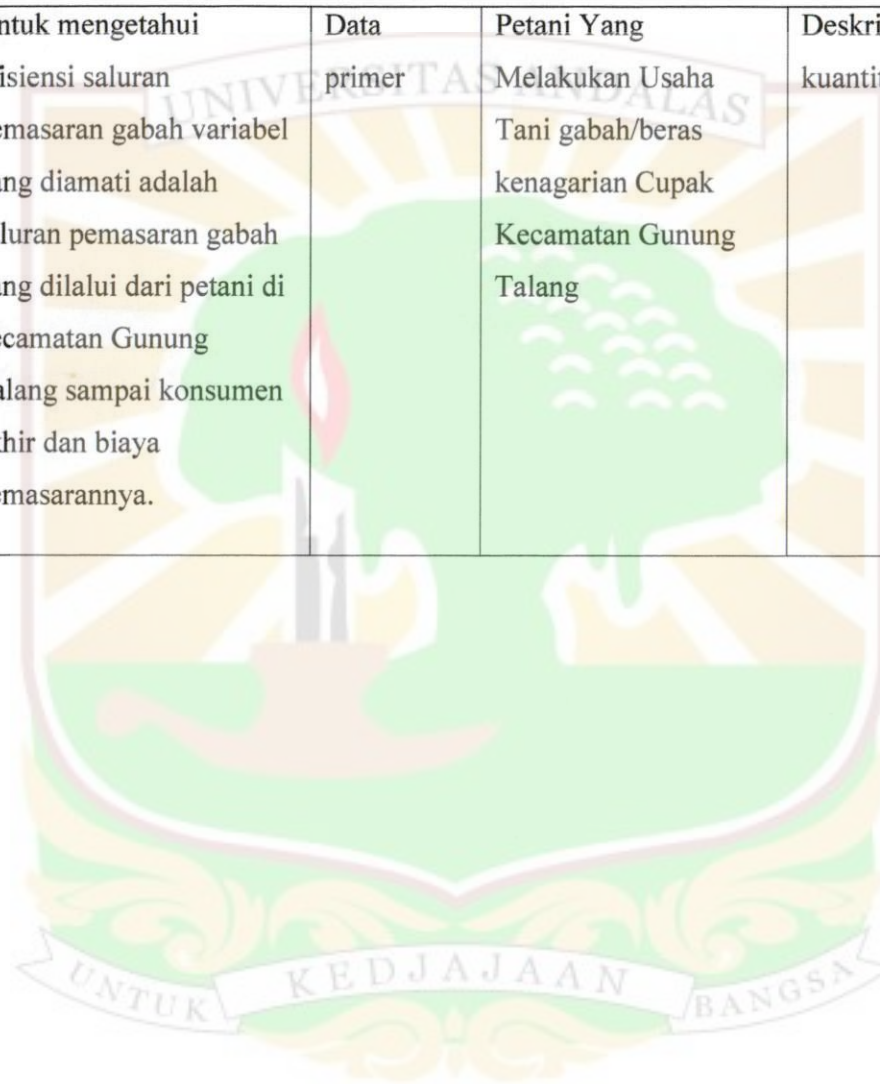 ntuk mengetahui
isiensi saluran
emasaran gabah variabel
ang diamati adalah
luran pemasaran gabah
ang dilalui dari petani di
ecamatan Gunung
alang sampai konsumen
hir dan biaya
emasarannya.
Data
primer
Petani Yang
Melakukan Usaha
Tani gabah/beras
kenagarian Cupak
Kecamatan Gunung
Talang
Deskri
kuantit
UNIVERSITAS ANDALAS
UNTUK KEDJAJAAN BANGSA